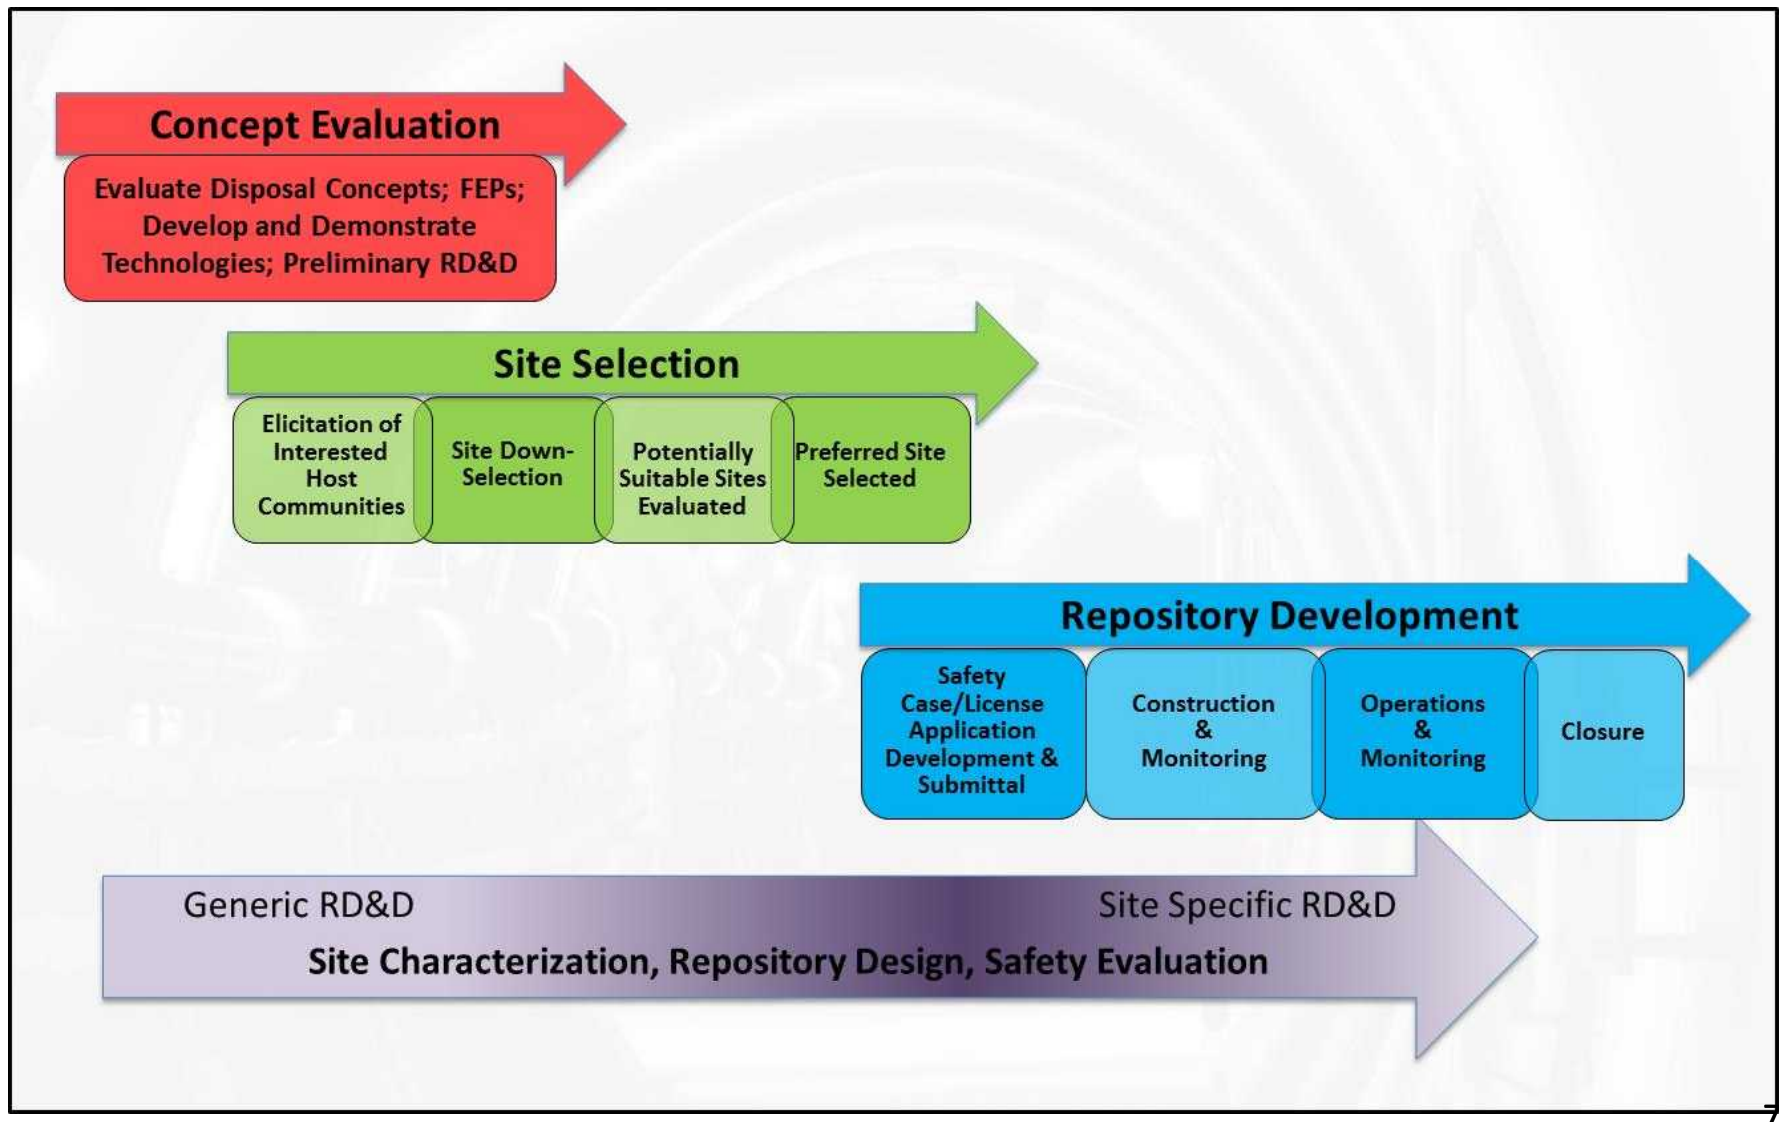 Concept Evaluation
Evaluate Disposal Concepts; FEPs;
Develop and Demonstrate
Technologies; Preliminary RD&D
Site Selection
Elicitation of
Interested
Host
Communities
Site Down-
Selection
Potentially
Suitable Sites
Evaluated
Preferred Site
Selected
Repository Development
Safety
Case/License
Application
Development &
Submittal
Construction
&
Monitoring
Operations
&
Monitoring
Closure
Generic RD&D
Site Specific RD&D
Site Characterization, Repository Design, Safety Evaluation
7